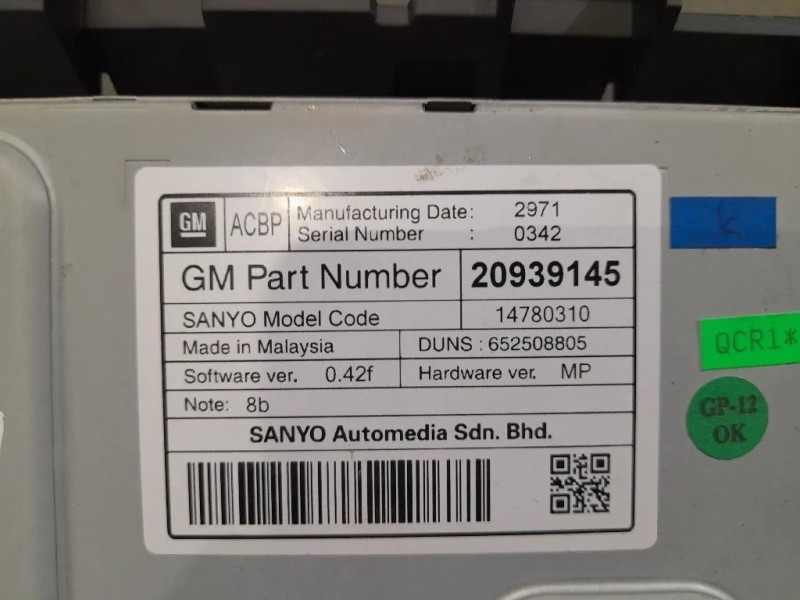 GM ACBP Manufacturing Date: 2971
Serial Number : 0342
GM Part Number 20939145
SANYO Model Code 14780310
Made in Malaysia DUNS : 652508805
Software ver. 0.42f Hardware ver. MP
Note: 8b
SANYO Automedia Sdn. Bhd.
k
QCR1*
GP-12
OK